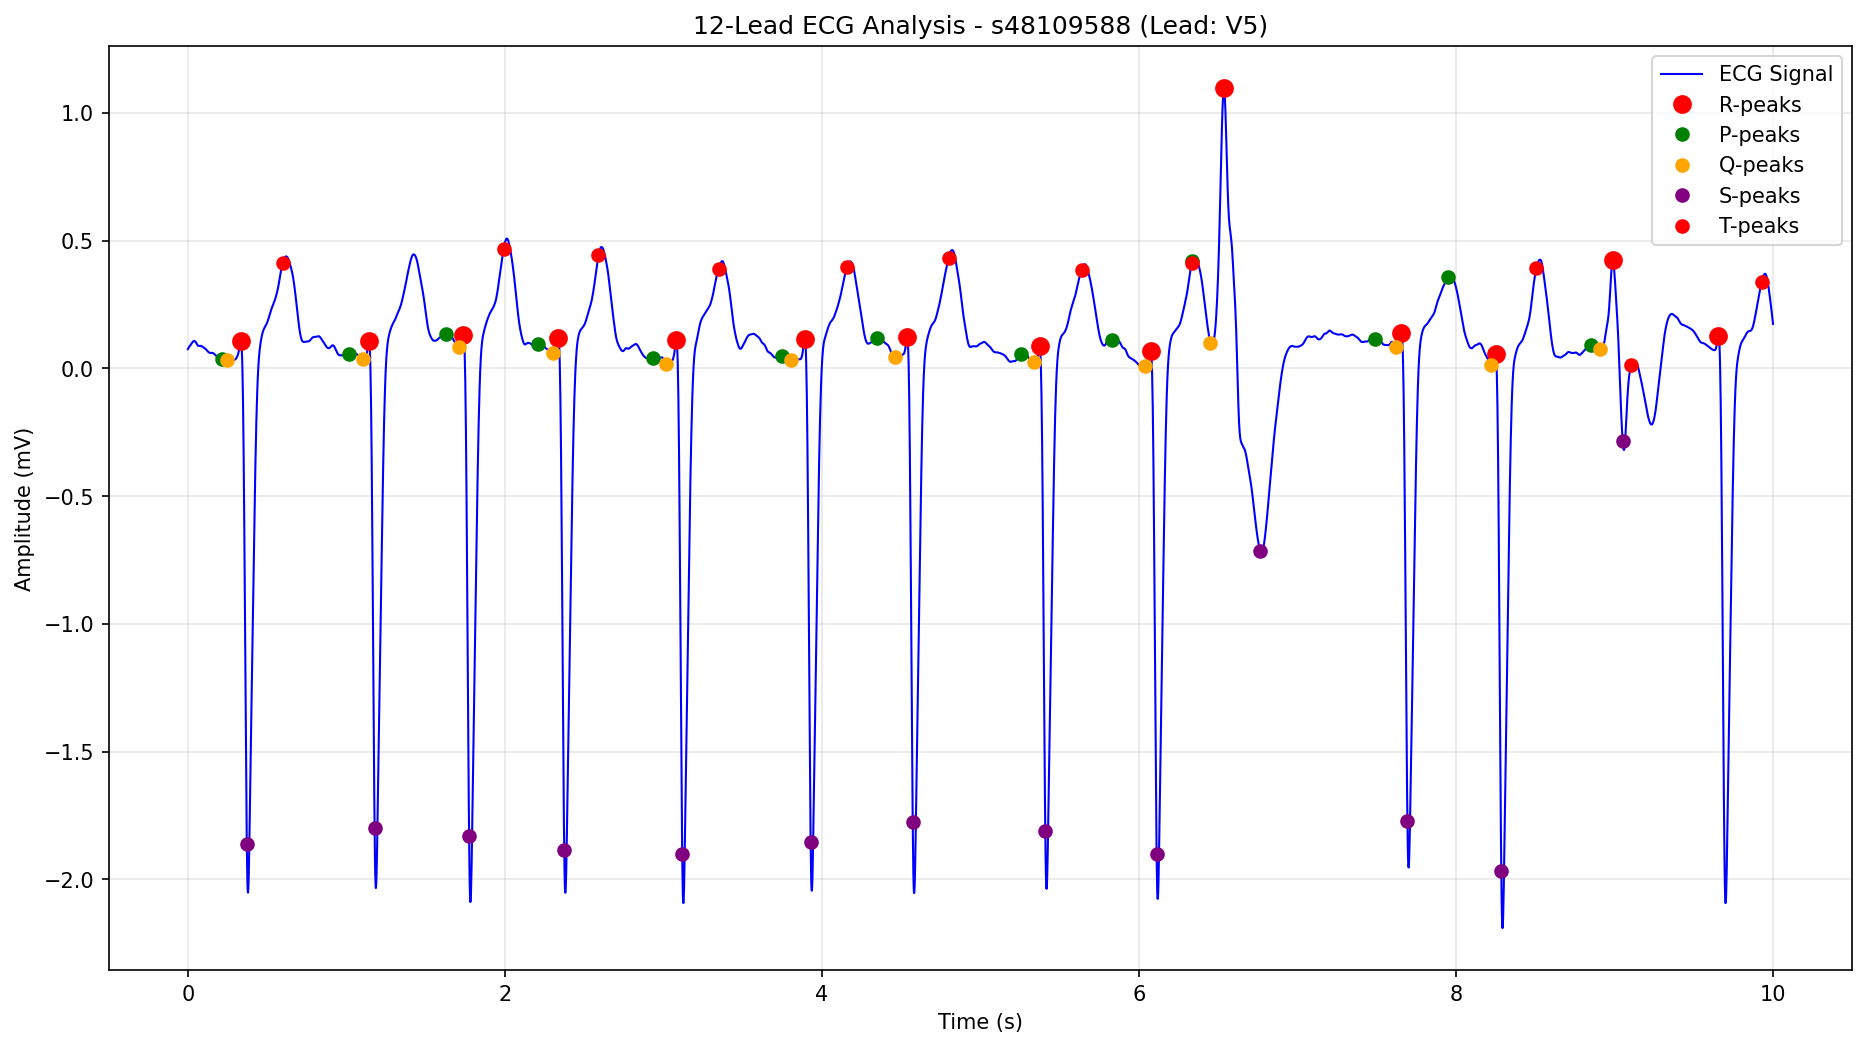 12-Lead ECG Analysis - s48109588 (Lead: V5)
ECG Signal
R-peaks
P-peaks
Q-peaks
S-peaks
T-peaks
Amplitude (mV)
1.0
0.5
0.0
−0.5
−1.0
−1.5
−2.0
0 2 4 6 8 10
Time (s)